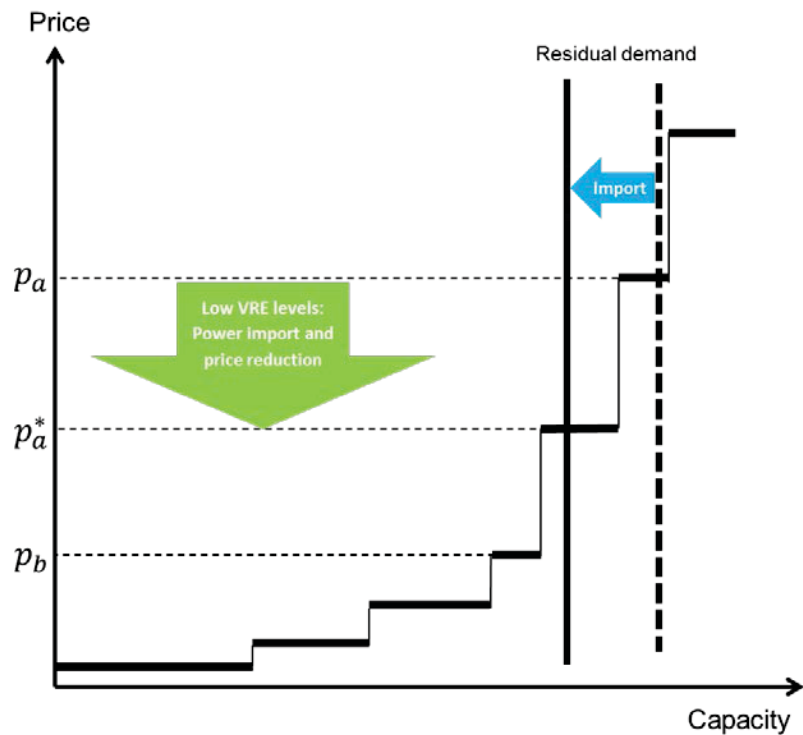 Price
Residual demand
Import
p_a
Low VRE levels:
Power import and
price reduction
p_a^*
p_b
Capacity